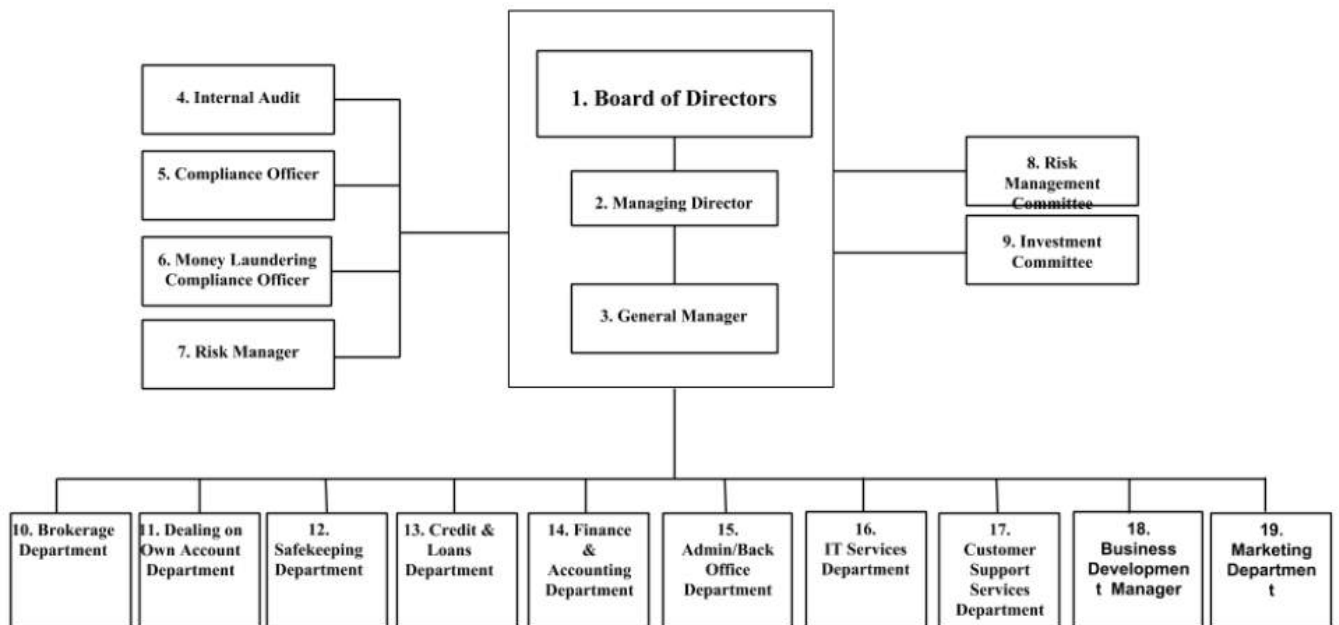 1. Board of Directors
2. Managing Director
3. General Manager
4. Internal Audit
5. Compliance Officer
6. Money Laundering
Compliance Officer
7. Risk Manager
8. Risk
Management
Committee
9. Investment
Committee
10. Brokerage
Department
11. Dealing on
Own Account
Department
12.
Safekeeping
Department
13. Credit &
Loans
Department
14. Finance
&
Accounting
Department
15.
Admin/Back
Office
Department
16.
IT Services
Department
17.
Customer
Support
Services
Department
18.
Business
Developmen
t Manager
19.
Marketing
Departmen
t